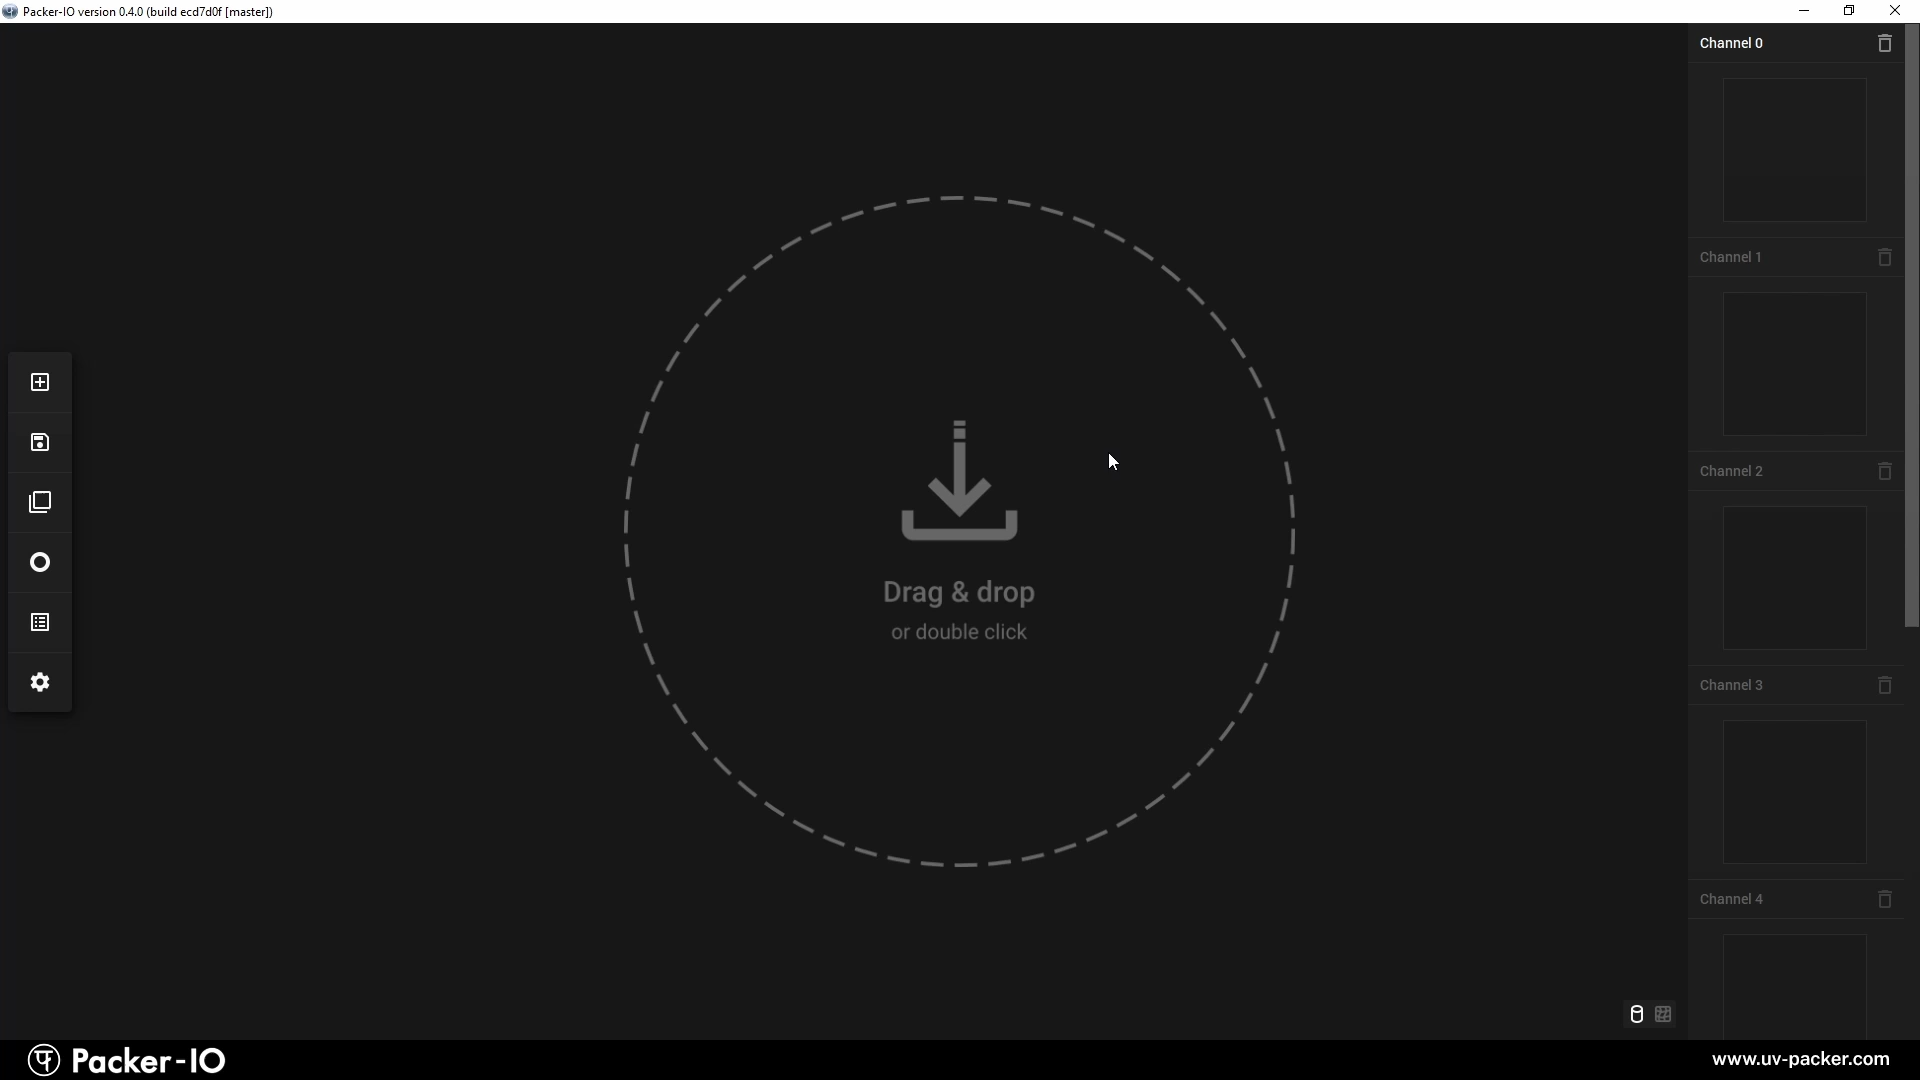 Packer-IO version 0.4.0 (build ecd7d0f [master])
Channel 0
Channel 1
Channel 2
Channel 3
Channel 4
Drag & drop
or double click
Packer-IO
www.uv-packer.com